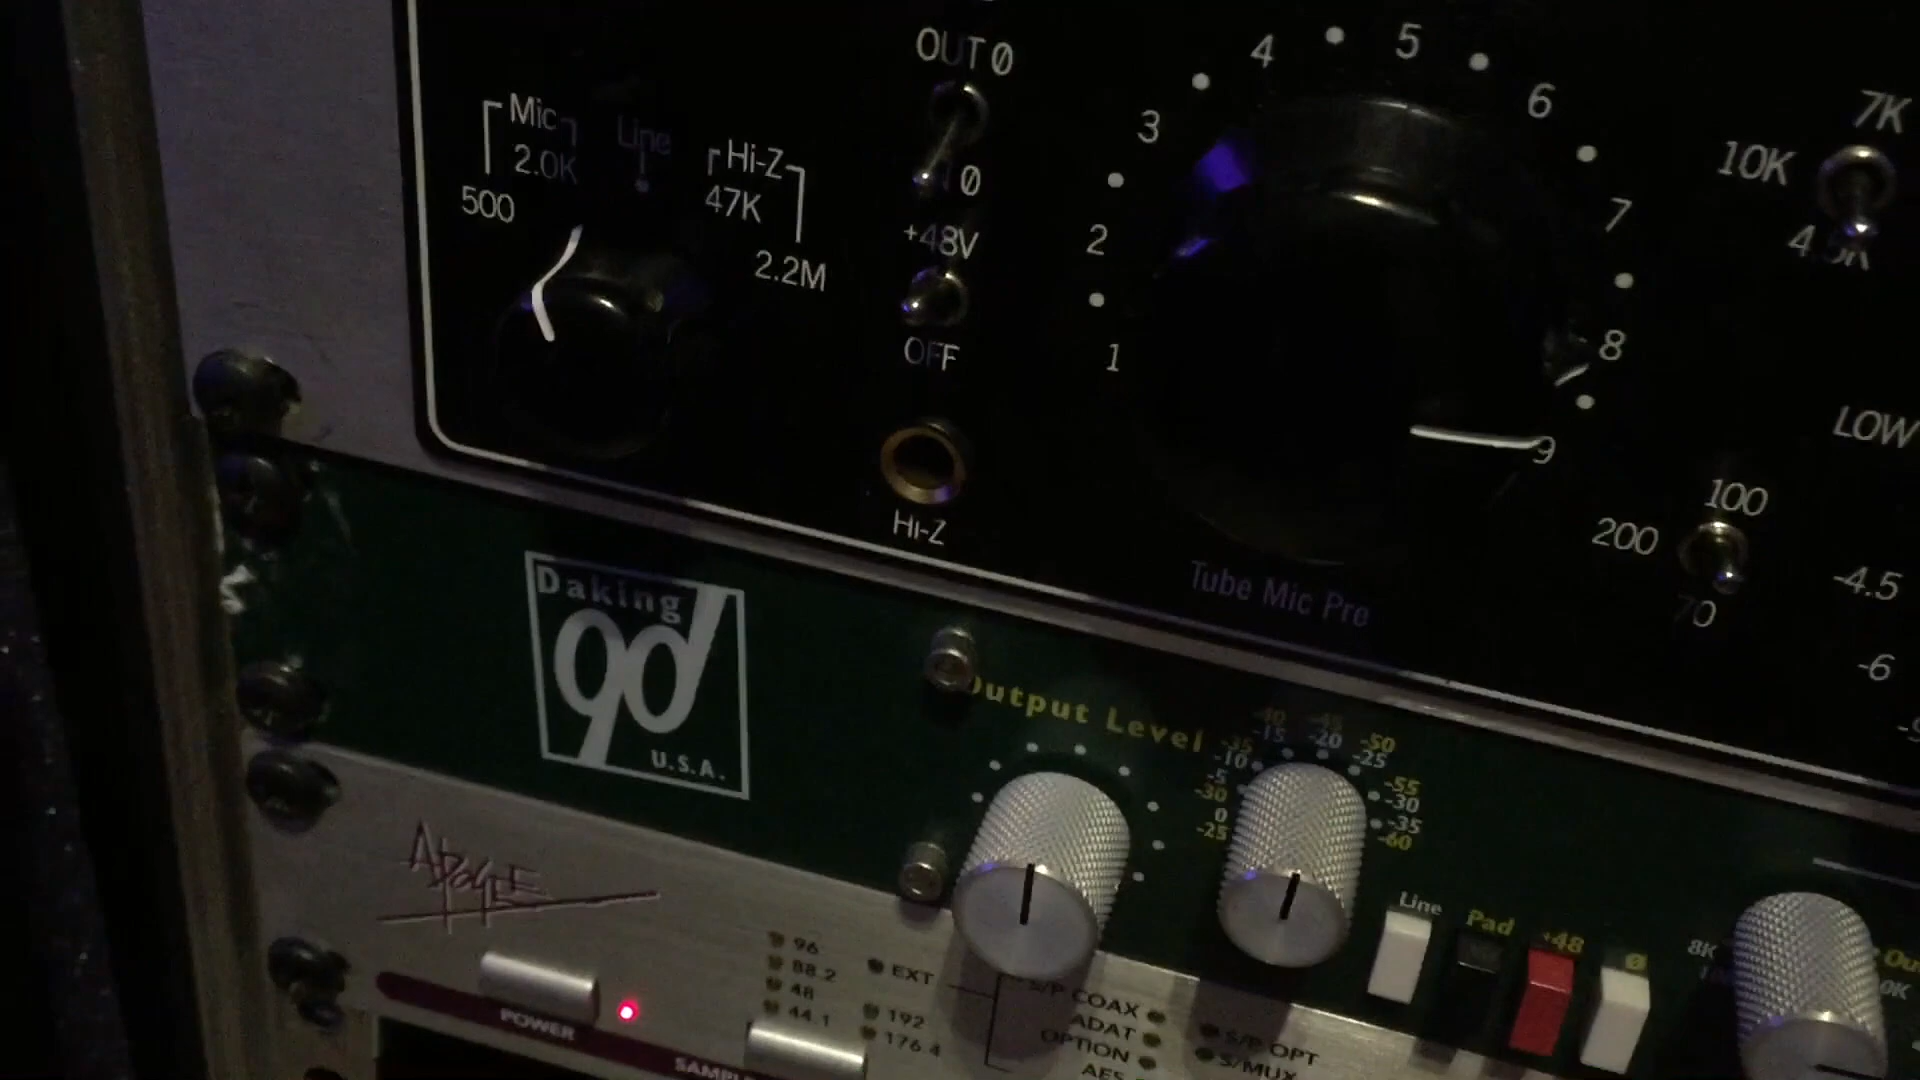 OUT Ø
IN Ø
+48V
OFF
HI-Z
Mic
2.0K
500
Line
Hi-Z
47K
2.2M
1
2
3
4
5
6
7
8
9
Tube Mic Pre
7K
10K
LOW
100
200
70
-4.5
-6
Daking
U.S.A.
Output Level
-40 -45
-15 -20 -50
-35 -25
-10
-5 -55
-30 -30
0 -35
-25 -60
Line Pad +48 Ø
8K
APOGEE
POWER
96
88.2
48
44.1
EXT
192
176.4
S/P COAX
ADAT
OPTION
AES
S/P OPT
S/MUX